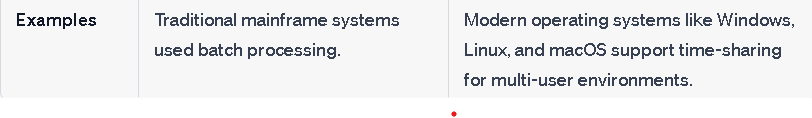 Examples
Traditional mainframe systems
used batch processing.
Modern operating systems like Windows,
Linux, and macOS support time-sharing
for multi-user environments.